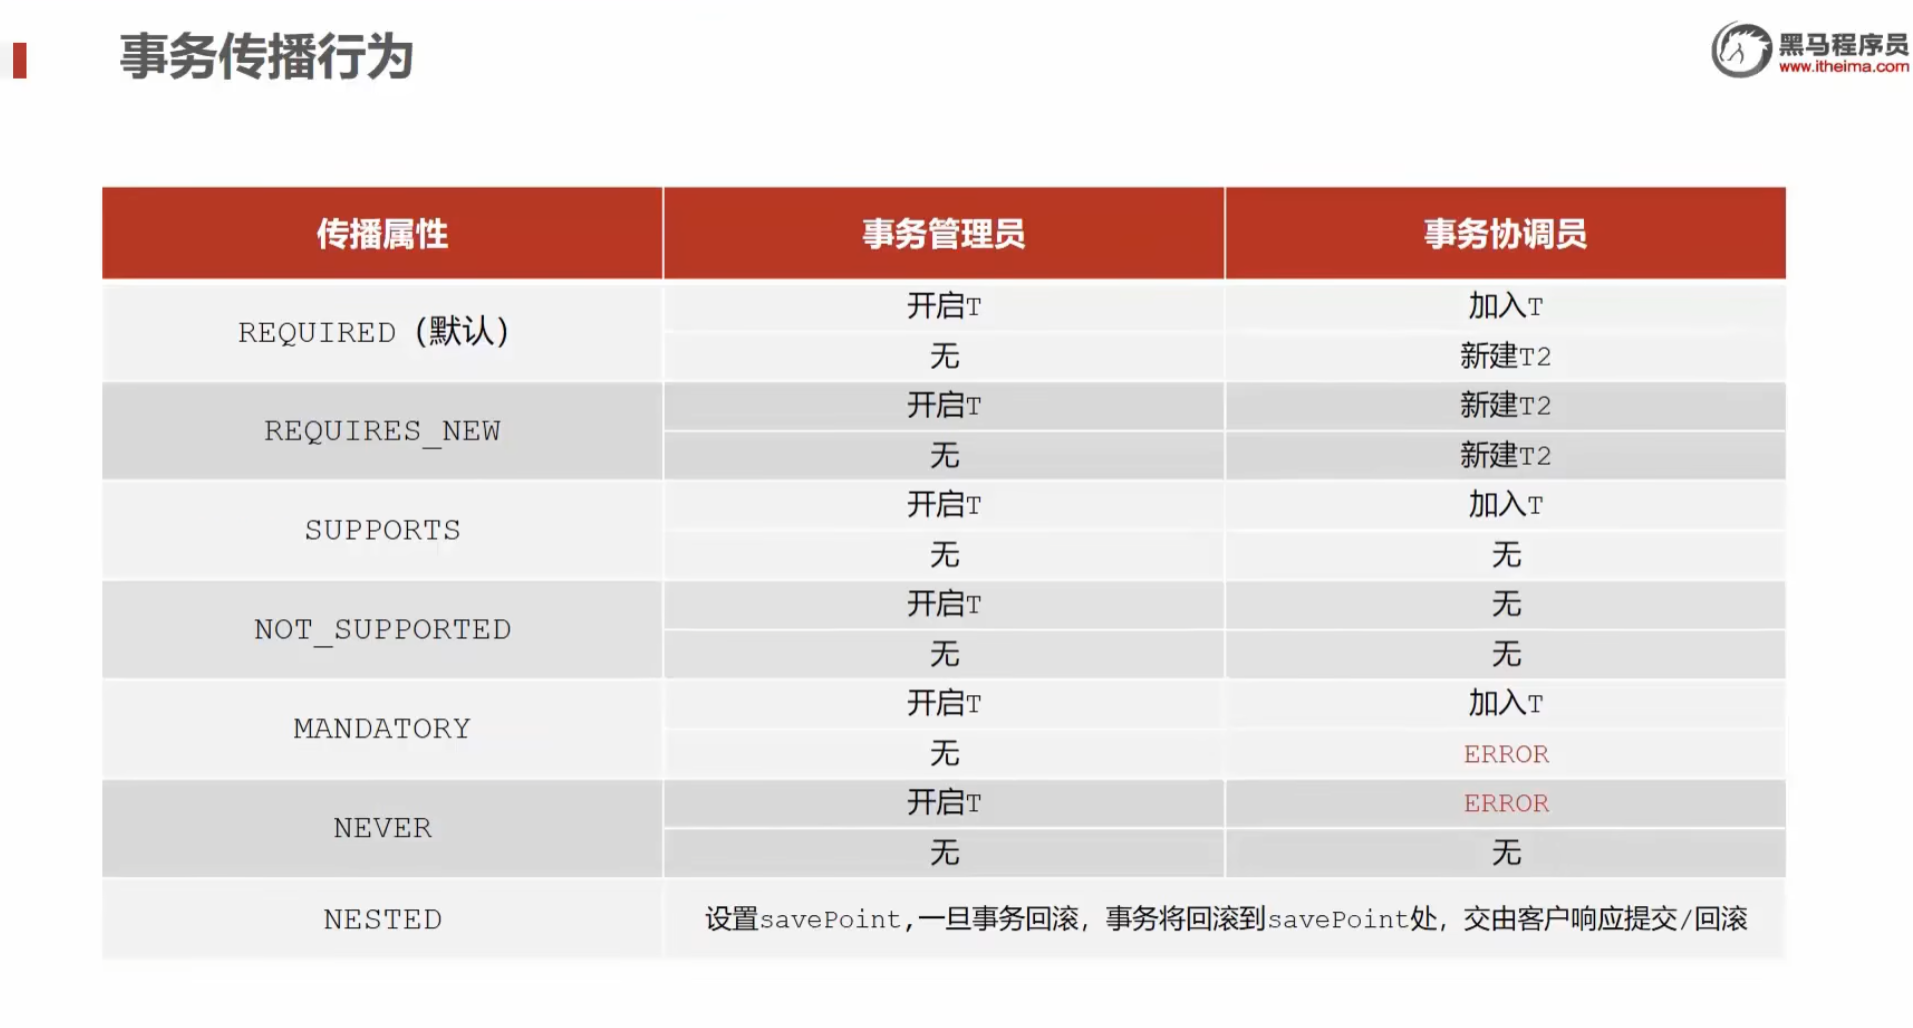 事务传播行为
黑马程序员
www.itheima.com
传播属性 事务管理员 事务协调员
REQUIRED（默认）
开启T 加入T
无 新建T2
REQUIRES_NEW
开启T 新建T2
无 新建T2
SUPPORTS
开启T 加入T
无 无
NOT_SUPPORTED
开启T 无
无 无
MANDATORY
开启T 加入T
无 ERROR
NEVER
开启T ERROR
无 无
NESTED 设置savePoint,一旦事务回滚，事务将回滚到savePoint处，交由客户响应提交/回滚